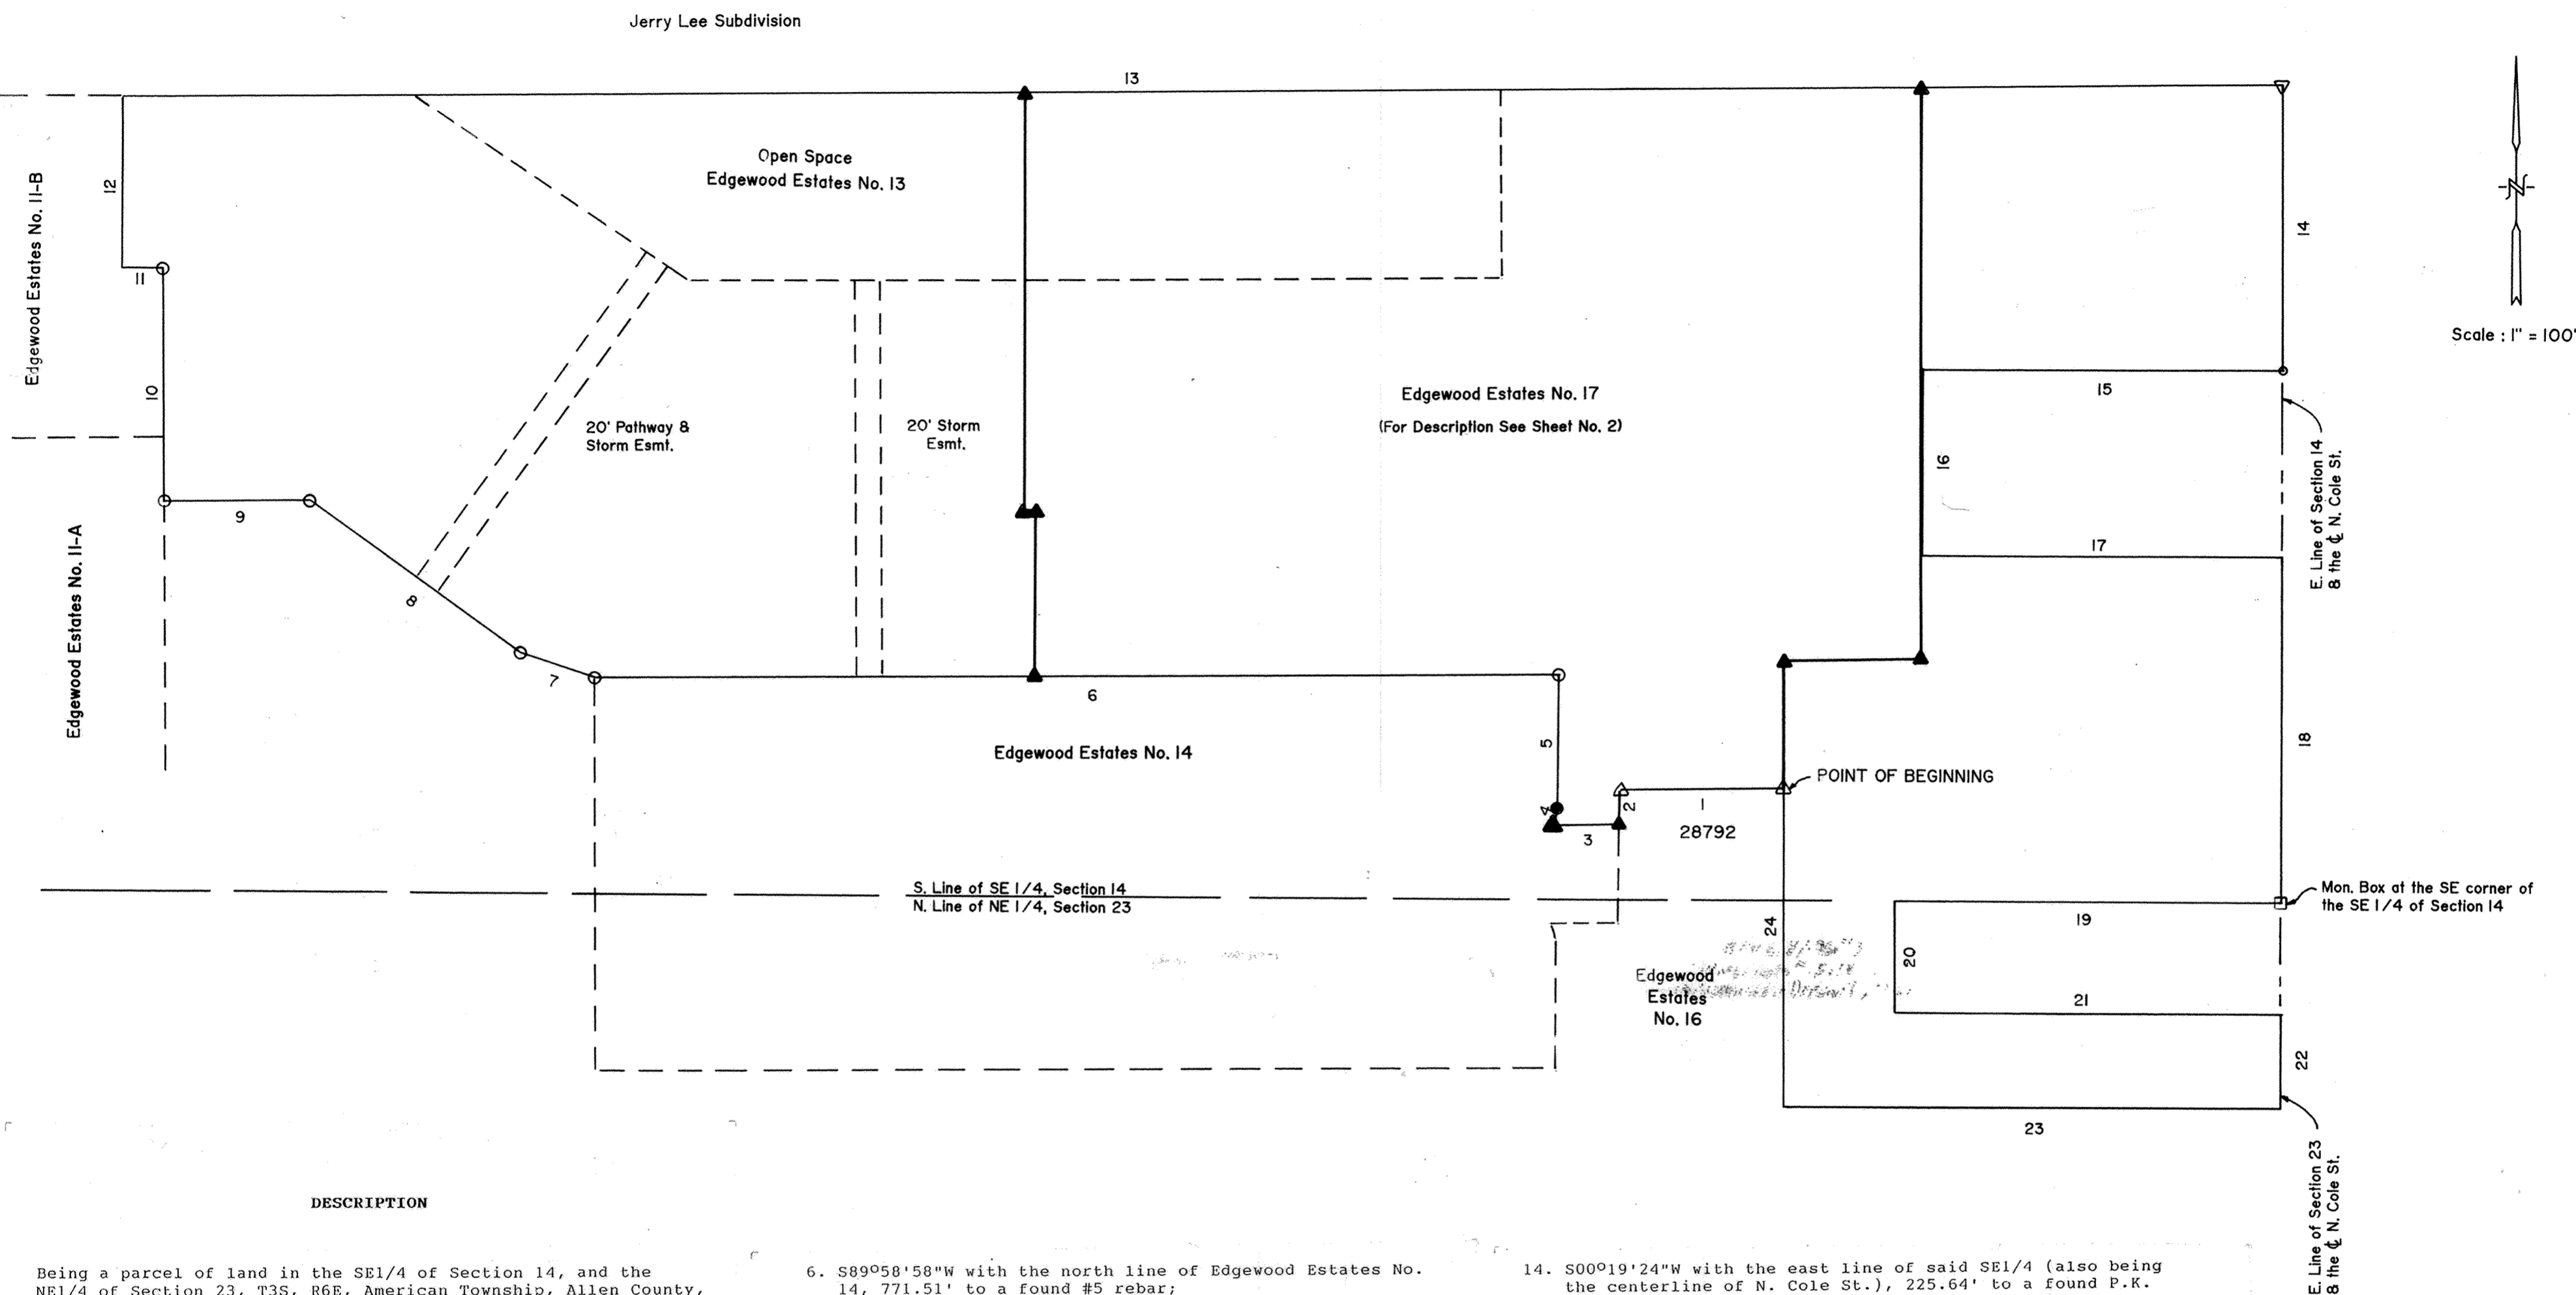 Jerry Lee Subdivision
13
12
Edgewood Estates No. 11-B
11
10
Open Space
Edgewood Estates No. 13
14
Scale : 1" = 100'
15
Edgewood Estates No. 17
(For Description See Sheet No. 2)
20' Pathway &
Storm Esmt.
20' Storm
Esmt.
16
E. Line of Section 14
& the ℄ N. Cole St.
9
17
Edgewood Estates No. 11-A
8
7
6
Edgewood Estates No. 14
5
18
POINT OF BEGINNING
4
2
1
3
28792
S. Line of SE 1/4, Section 14
N. Line of NE 1/4, Section 23
Mon. Box at the SE corner of
the SE 1/4 of Section 14
19
24
20
Edgewood
Estates
No. 16
21
22
23
E. Line of Section 23
& the ℄ N. Cole St.
DESCRIPTION
Being a parcel of land in the SE1/4 of Section 14, and the
NE1/4 of Section 23, T3S, R6E, American Township, Allen County,
6. S89°58'58"W with the north line of Edgewood Estates No.
14, 771.51' to a found #5 rebar;
14. S00°19'24"W with the east line of said SE1/4 (also being
the centerline of N. Cole St.), 225.64' to a found P.K.